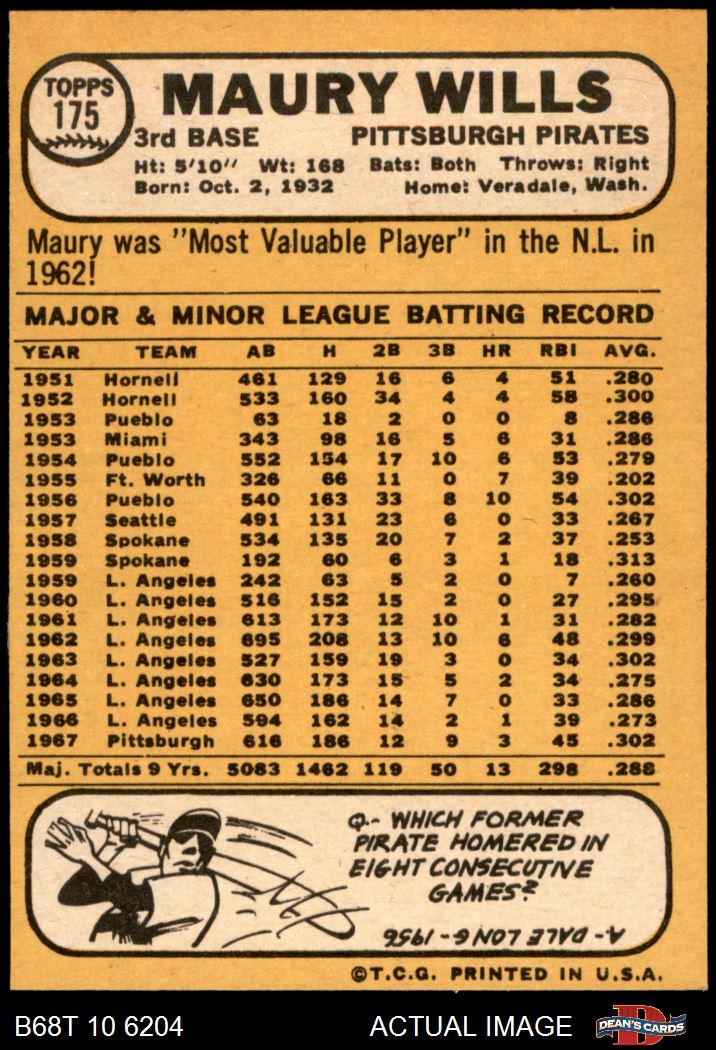 TOPPS
175
MAURY WILLS
3rd BASE PITTSBURGH PIRATES
Ht: 5'10" Wt: 168 Bats: Both Throws: Right
Born: Oct. 2, 1932 Home: Veradale, Wash.
Maury was "Most Valuable Player" in the N.L. in
1962!
MAJOR & MINOR LEAGUE BATTING RECORD
YEAR TEAM AB H 2B 3B HR RBI AVG.
1951 Hornell 461 129 16 6 4 51 .280
1952 Hornell 533 160 34 4 4 58 .300
1953 Pueblo 63 18 2 0 0 8 .286
1953 Miami 343 98 16 5 6 31 .286
1954 Pueblo 552 154 17 10 6 53 .279
1955 Ft. Worth 326 66 11 0 7 39 .202
1956 Pueblo 540 163 33 8 10 54 .302
1957 Seattle 491 131 23 6 0 33 .267
1958 Spokane 534 135 20 7 2 37 .253
1959 Spokane 192 60 6 3 1 18 .313
1959 L. Angeles 242 63 5 2 0 7 .260
1960 L. Angeles 516 152 15 2 0 27 .295
1961 L. Angeles 613 173 12 10 1 31 .282
1962 L. Angeles 695 208 13 10 6 48 .299
1963 L. Angeles 527 159 19 3 0 34 .302
1964 L. Angeles 630 173 15 5 2 34 .275
1965 L. Angeles 650 186 14 7 0 33 .286
1966 L. Angeles 594 162 14 2 1 39 .273
1967 Pittsburgh 616 186 12 9 3 45 .302
Maj. Totals 9 Yrs. 5083 1462 119 50 13 298 .288
Q-- WHICH FORMER
PIRATE HOMERED IN
EIGHT CONSECUTIVE
GAMES?
A- DALE LONG - 1956
©T.C.G. PRINTED IN U.S.A.
B68T 10 6204 ACTUAL IMAGE
D
DEAN'S CARDS